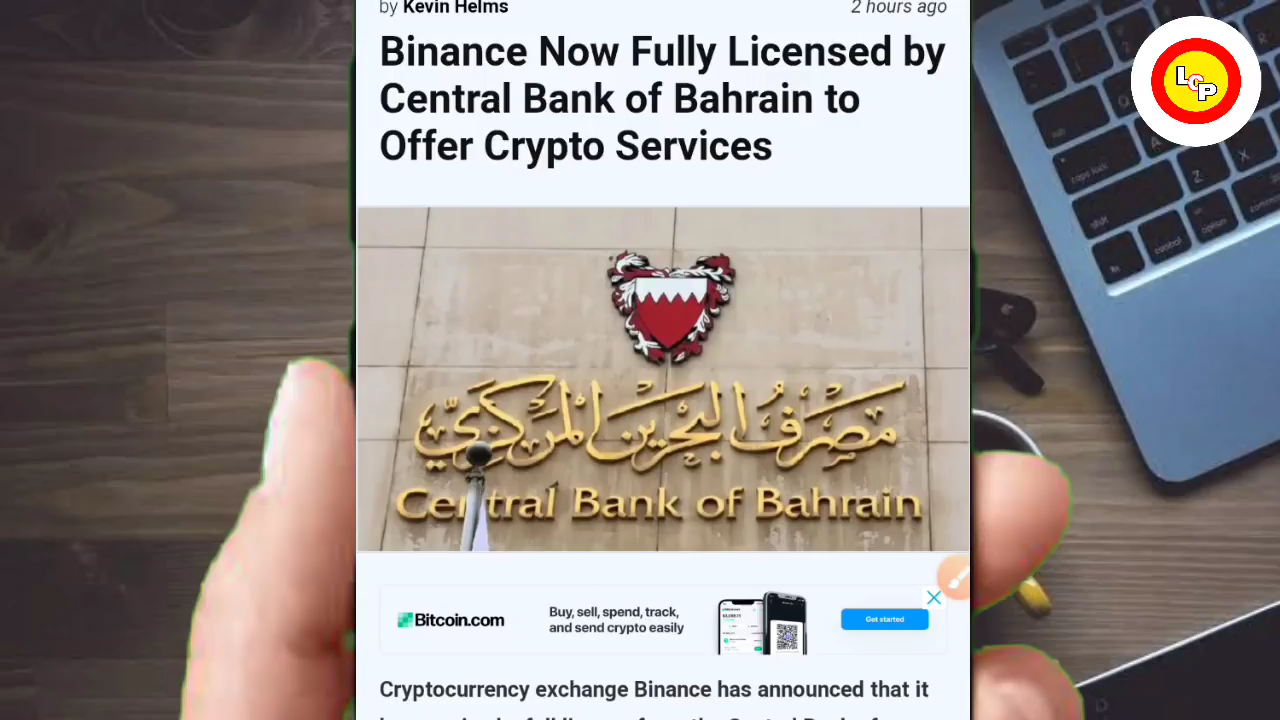 by Kevin Helms
2 hours ago
LCP
Binance Now Fully Licensed by
Central Bank of Bahrain to
Offer Crypto Services
مصرف البحرين المركزي
Central Bank of Bahrain
Bitcoin.com
Buy, sell, spend, track,
and send crypto easily
Get started
Cryptocurrency exchange Binance has announced that it